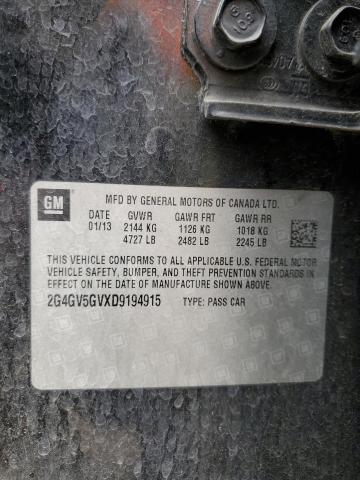 GM
MFD BY GENERAL MOTORS OF CANADA LTD.
DATE GVWR GAWR FRT GAWR RR
01/13 2144 KG 1126 KG 1018 KG
4727 LB 2482 LB 2245 LB
THIS VEHICLE CONFORMS TO ALL APPLICABLE U.S. FEDERAL MOTOR
VEHICLE SAFETY, BUMPER, AND THEFT PREVENTION STANDARDS
IN EFFECT ON THE DATE OF MANUFACTURE SHOWN ABOVE.
2G4GV5GVXD9194915 TYPE: PASS CAR